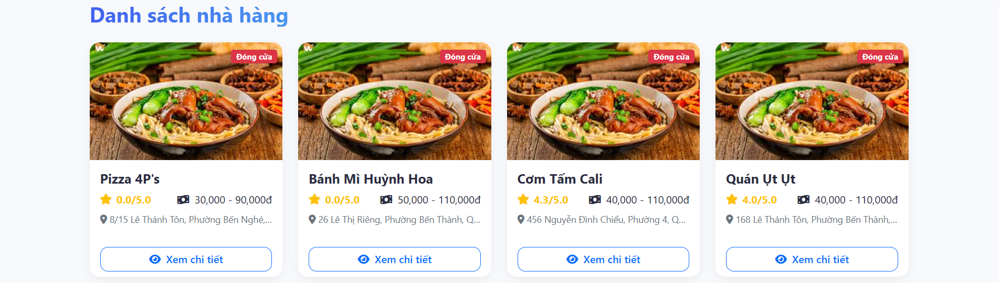 Danh sách nhà hàng
Đóng cửa
Đóng cửa
Đóng cửa
Đóng cửa
Pizza 4P's
0.0/5.0
30,000 - 90,000đ
8/15 Lê Thánh Tôn, Phường Bến Nghé,...
Xem chi tiết
Bánh Mì Huỳnh Hoa
0.0/5.0
50,000 - 110,000đ
26 Lê Thị Riêng, Phường Bến Thành, Q...
Xem chi tiết
Cơm Tấm Cali
4.3/5.0
40,000 - 110,000đ
456 Nguyễn Đình Chiểu, Phường 4, Q...
Xem chi tiết
Quán Ụt Ụt
4.0/5.0
40,000 - 110,000đ
168 Lê Thánh Tôn, Phường Bến Thành,...
Xem chi tiết